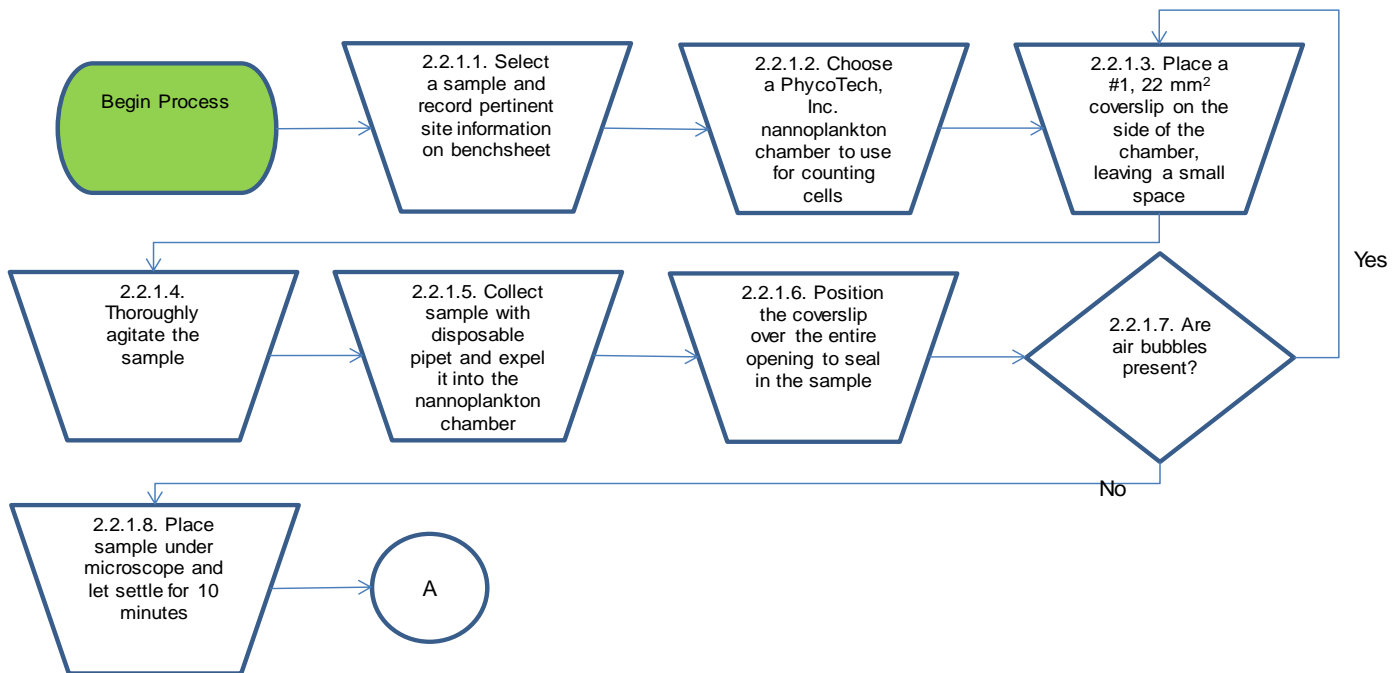 Begin Process
2.2.1.1. Select
a sample and
record pertinent
site information
on benchsheet
2.2.1.2. Choose
a PhycoTech,
Inc.
nannoplankton
chamber to use
for counting
cells
2.2.1.3. Place a
#1, 22 mm²
coverslip on the
side of the
chamber,
leaving a small
space
Yes
2.2.1.4.
Thoroughly
agitate the
sample
2.2.1.5. Collect
sample with
disposable
pipet and expel
it into the
nannoplankton
chamber
2.2.1.6. Position
the coverslip
over the entire
opening to seal
in the sample
2.2.1.7. Are
air bubbles
present?
No
2.2.1.8. Place
sample under
microscope and
let settle for 10
minutes
A